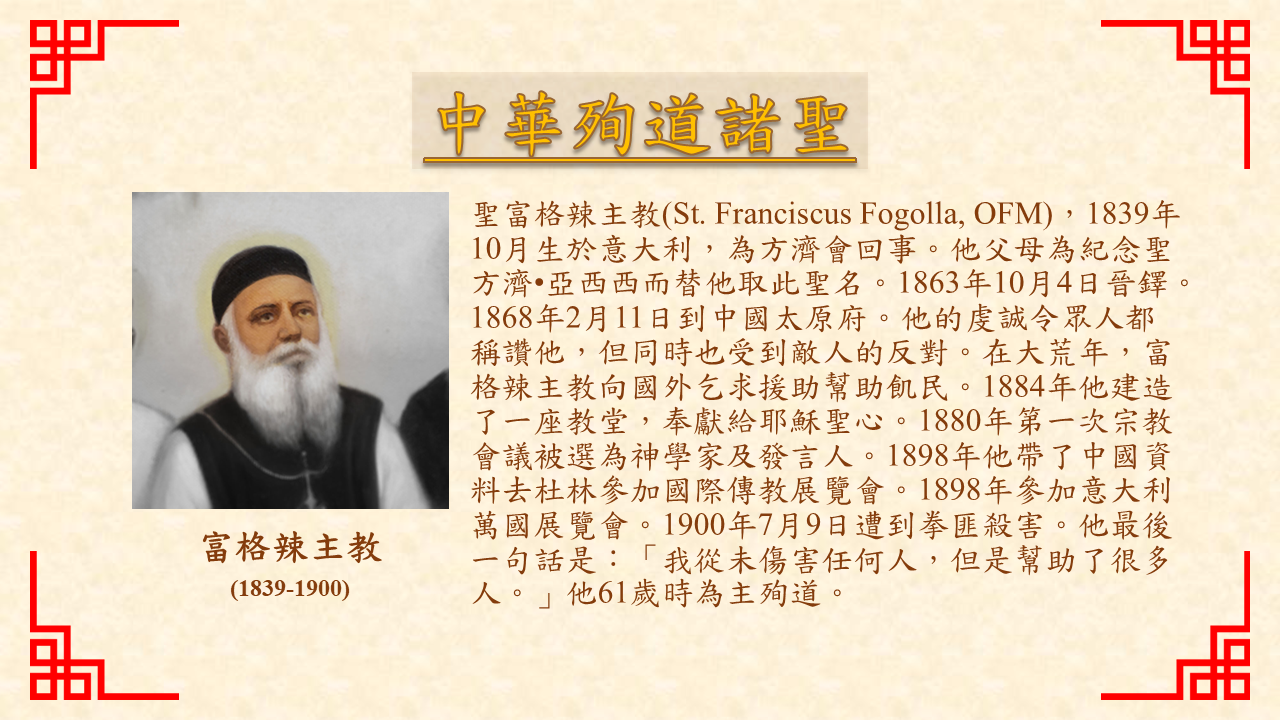 中華殉道諸聖
聖富格辣主教(St. Franciscus Fogolla, OFM)，1839年
10月生於意大利，為方濟會回事。他父母為紀念聖
方濟•亞西西而替他取此聖名。1863年10月4日晉鐸。
1868年2月11日到中國太原府。他的虔誠令眾人都
稱讚他，但同時也受到敵人的反對。在大荒年，富
格辣主教向國外乞求援助幫助飢民。1884年他建造
了一座教堂，奉獻給耶穌聖心。1880年第一次宗教
會議被選為神學家及發言人。1898年他帶了中國資
料去杜林參加國際傳教展覽會。1898年參加意大利
萬國展覽會。1900年7月9日遭到拳匪殺害。他最後
一句話是：「我從未傷害任何人，但是幫助了很多
人。」他61歲時為主殉道。
富格辣主教
(1839-1900)